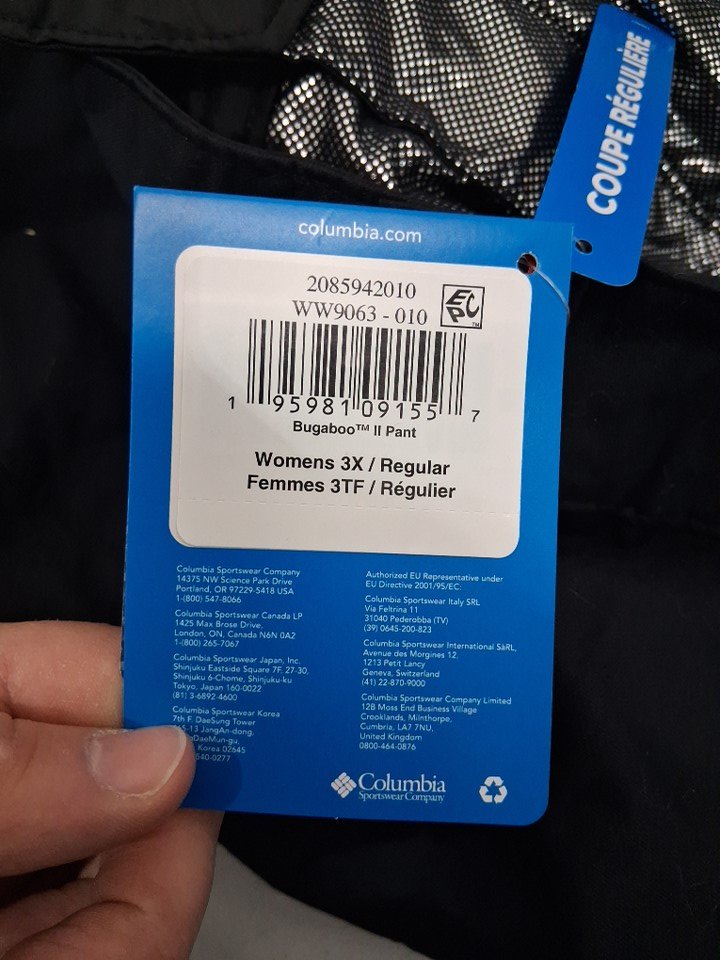 COUPE RÉGULIÈRE
columbia.com
2085942010
WW9063 - 010
EPC™
1 95981 09155 7
Bugaboo™ II Pant
Womens 3X / Regular
Femmes 3TF / Régulier
Columbia Sportswear Company
14375 NW Science Park Drive
Portland, OR 97229-5418 USA
1-(800) 547-8066
Columbia Sportswear Canada LP
1425 Max Brose Drive,
London, ON, Canada N6N 0A2
1-(800) 265-7067
Columbia Sportswear Japan, Inc.
Shinjuku Eastside Square 7F. 27-30,
Shinjuku 6-Chome, Shinjuku-ku
Tokyo, Japan 160-0022
(81) 3-6892-4600
Columbia Sportswear Korea
7th F. DaeSung Tower
JangAn-dong,
Korea 02645
540-0277
Authorized EU Representative under
EU Directive 2001/95/EC:
Columbia Sportswear Italy SRL
Via Feltrina 11
31040 Pederobba (TV)
(39) 0645-200-823
Columbia Sportswear International SàRL,
Avenue des Morgines 12,
1213 Petit Lancy
Geneva, Switzerland
(41) 22-870-9000
Columbia Sportswear Company Limited
12B Moss End Business Village
Crooklands, Milnthorpe,
Cumbria, LA7 7NU,
United Kingdom
0800-464-0876
Columbia
Sportswear Company